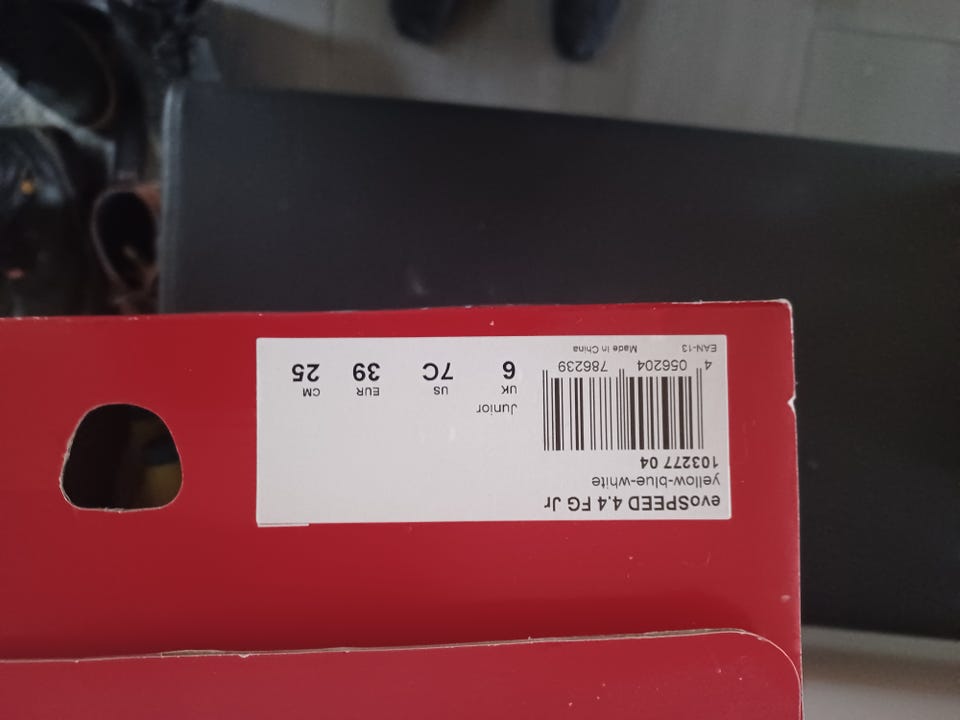 evoSPEED 4.4 FG Jr
yellow-blue-white
103277 04
4 056204 786239
EAN-13 Made in China
Junior
UK US EUR CM
6 7C 39 25